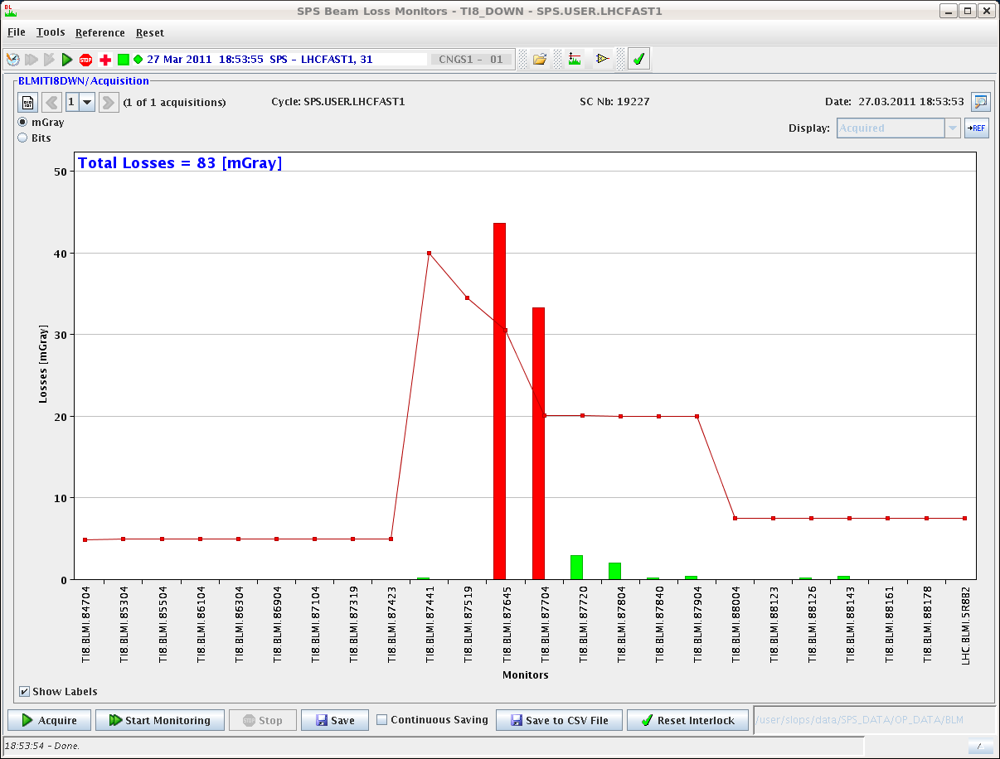 BL
SPS Beam Loss Monitors - TI8_DOWN - SPS.USER.LHCFAST1
File Tools Reference Reset
STOP 27 Mar 2011 18:53:55 SPS - LHCFAST1, 31 CNGS1 - 01
BLMITI8DWN/Acquisition
1 (1 of 1 acquisitions) Cycle: SPS.USER.LHCFAST1 SC Nb: 19227 Date: 27.03.2011 18:53:53
mGray
Bits
Display: Acquired REF
Total Losses = 83 [mGray]
50
40
30
20
10
0
Losses [mGray]
TI8.BLMI.84704
TI8.BLMI.85304
TI8.BLMI.85504
TI8.BLMI.86104
TI8.BLMI.86304
TI8.BLMI.86904
TI8.BLMI.87104
TI8.BLMI.87319
TI8.BLMI.87423
TI8.BLMI.87441
TI8.BLMI.87519
TI8.BLMI.87645
TI8.BLMI.87704
TI8.BLMI.87720
TI8.BLMI.87804
TI8.BLMI.87840
TI8.BLMI.87904
TI8.BLMI.88004
TI8.BLMI.88123
TI8.BLMI.88126
TI8.BLMI.88143
TI8.BLMI.88161
TI8.BLMI.88178
LHC.BLMI.5R8B2
Monitors
Show Labels
Acquire Start Monitoring STOP Stop Save Continuous Saving Save to CSV File Reset Interlock /user/slops/data/SPS_DATA/OP_DATA/BLM
18:53:54 - Done.